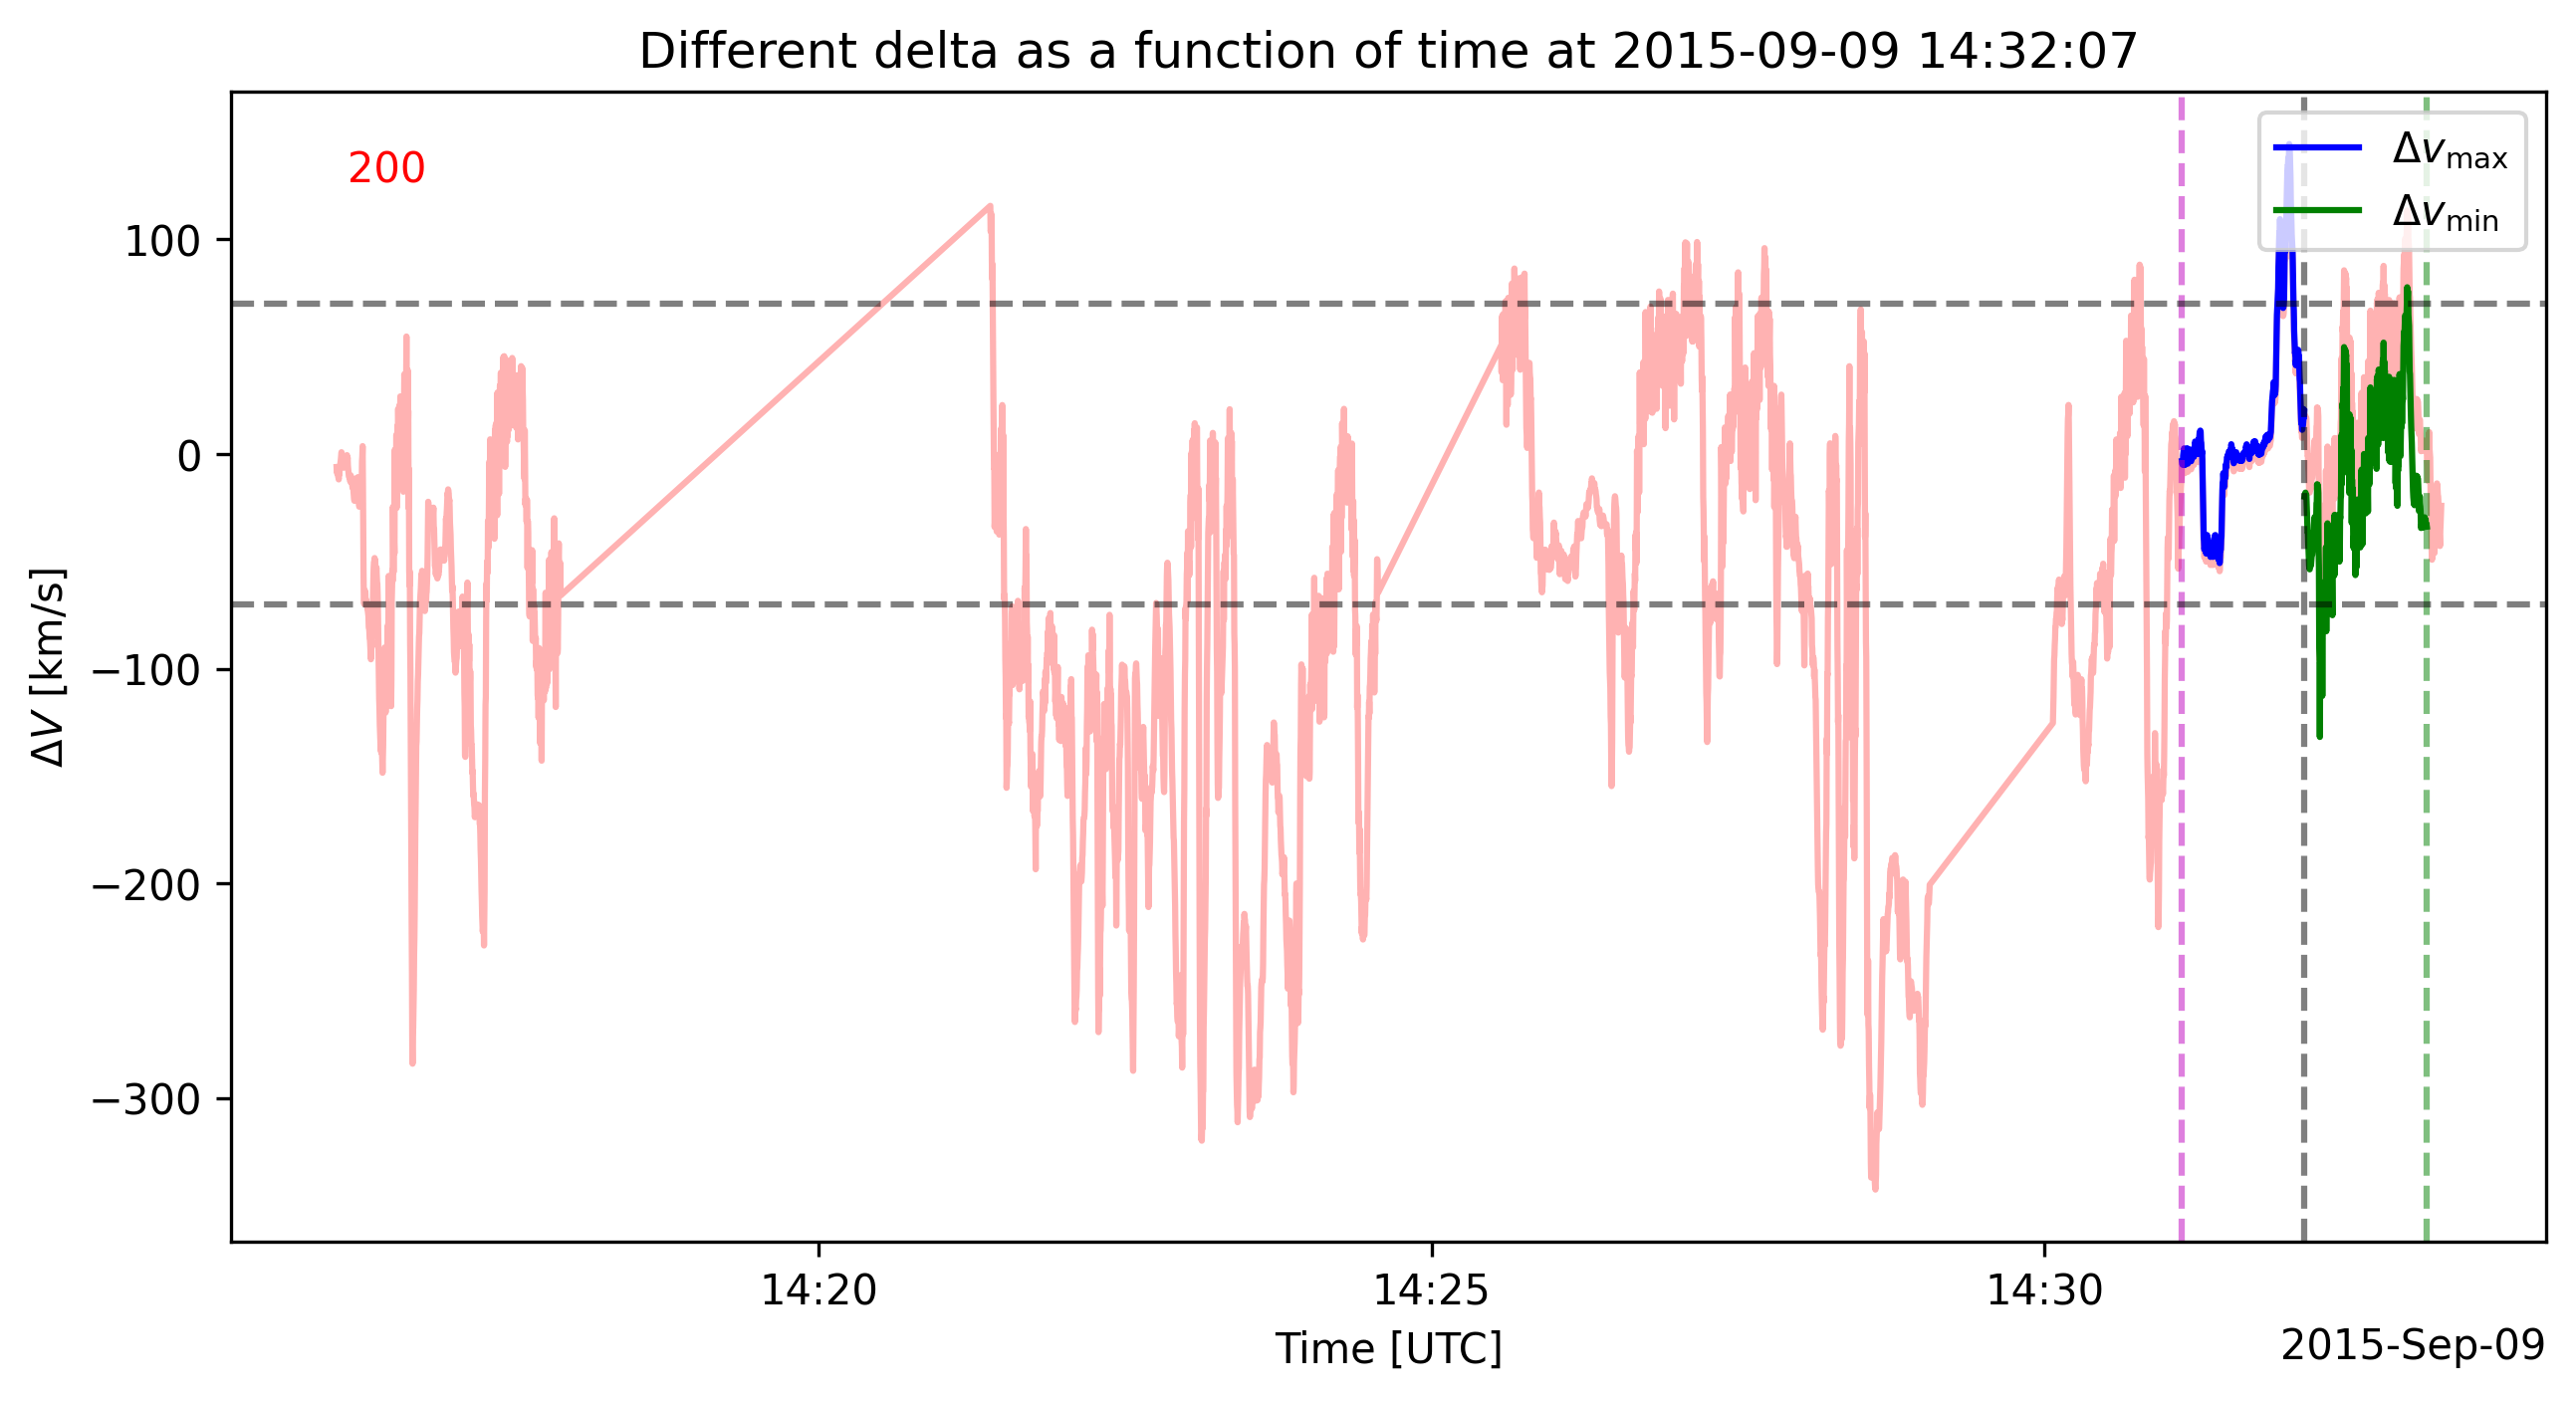 Different delta as a function of time at 2015-09-09 14:32:07
200
Δv_max
Δv_min
100
0
−100
−200
−300
ΔV [km/s]
14:20
14:25
14:30
Time [UTC]
2015-Sep-09